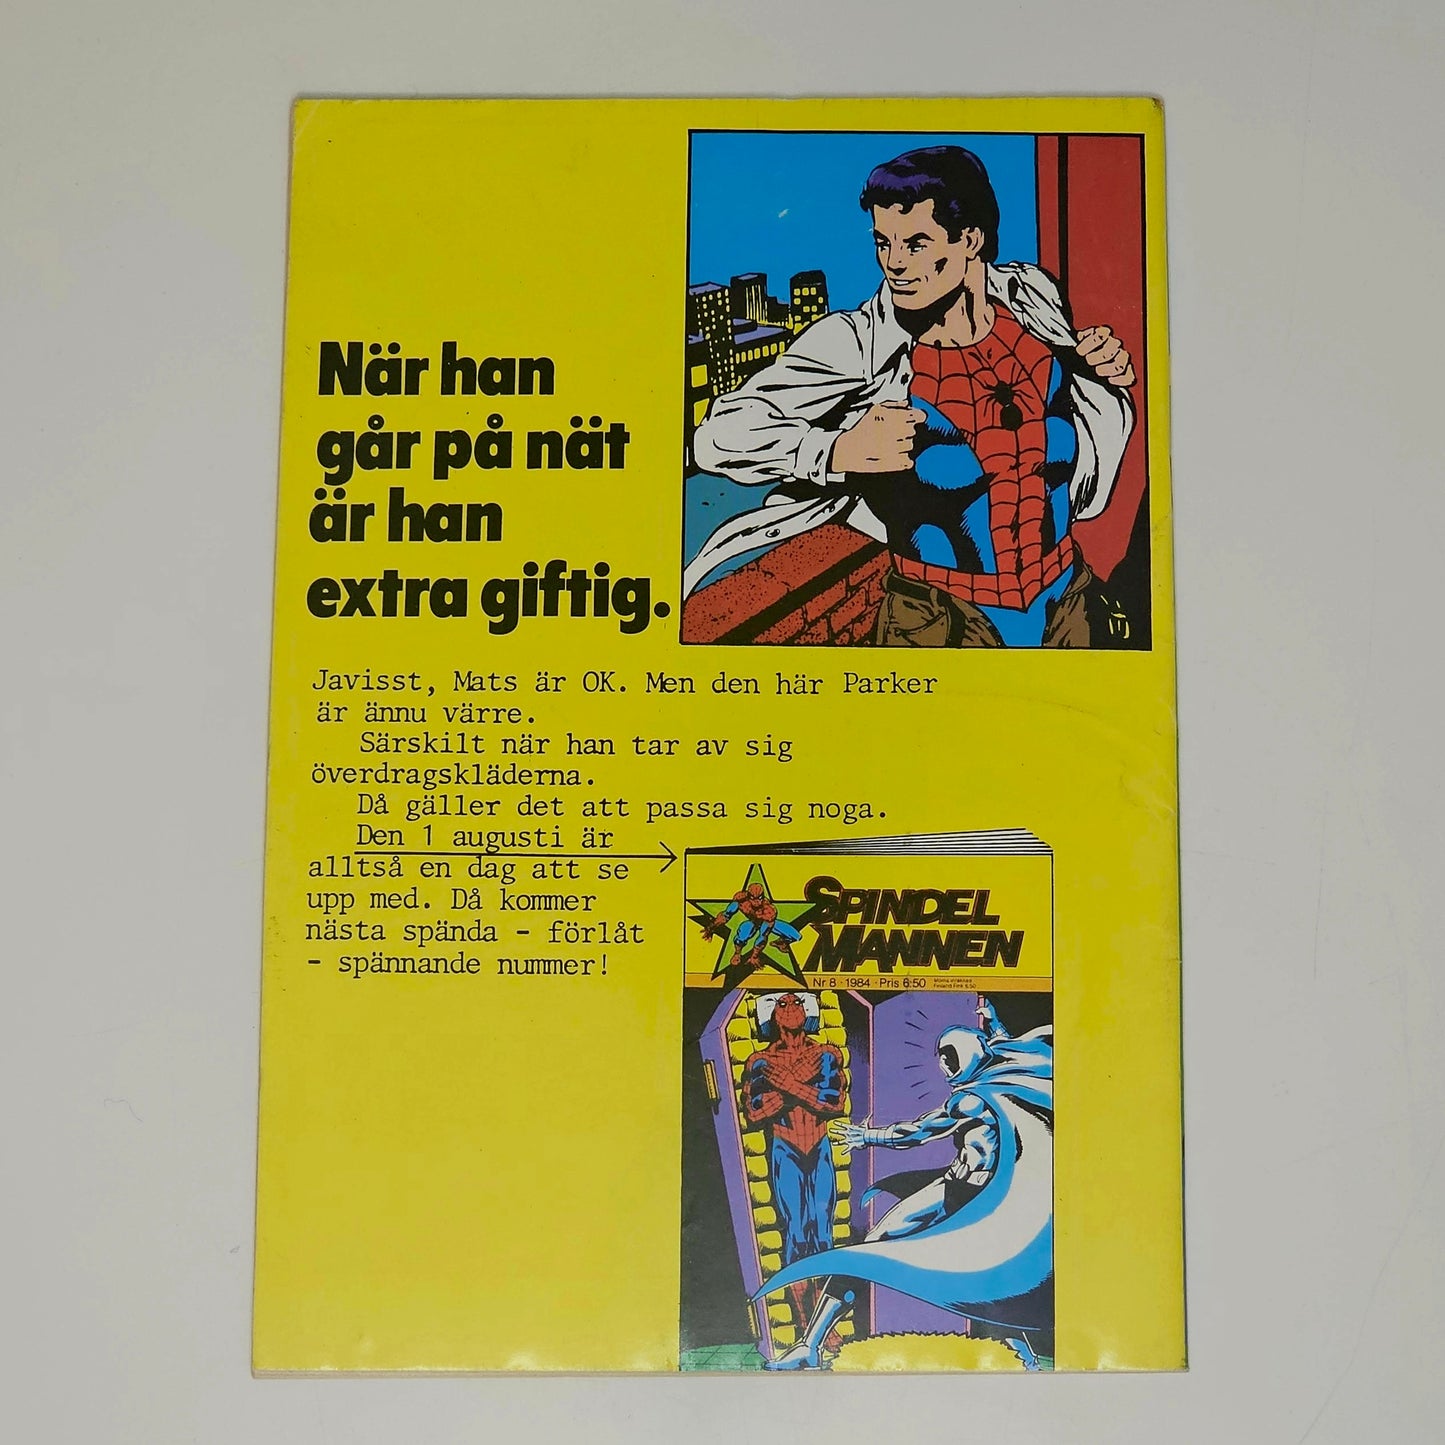 När han
går på nät
är han
extra giftig.
Javisst, Mats är OK. Men den här Parker
är ännu värre.
Särskilt när han tar av sig
överdragskläderna.
Då gäller det att passa sig noga.
Den 1 augusti är
alltså en dag att se
upp med. Då kommer
nästa spända - förlåt
- spännande nummer!
SPINDEL
MANNEN
Nr 8 · 1984 · Pris 6:50